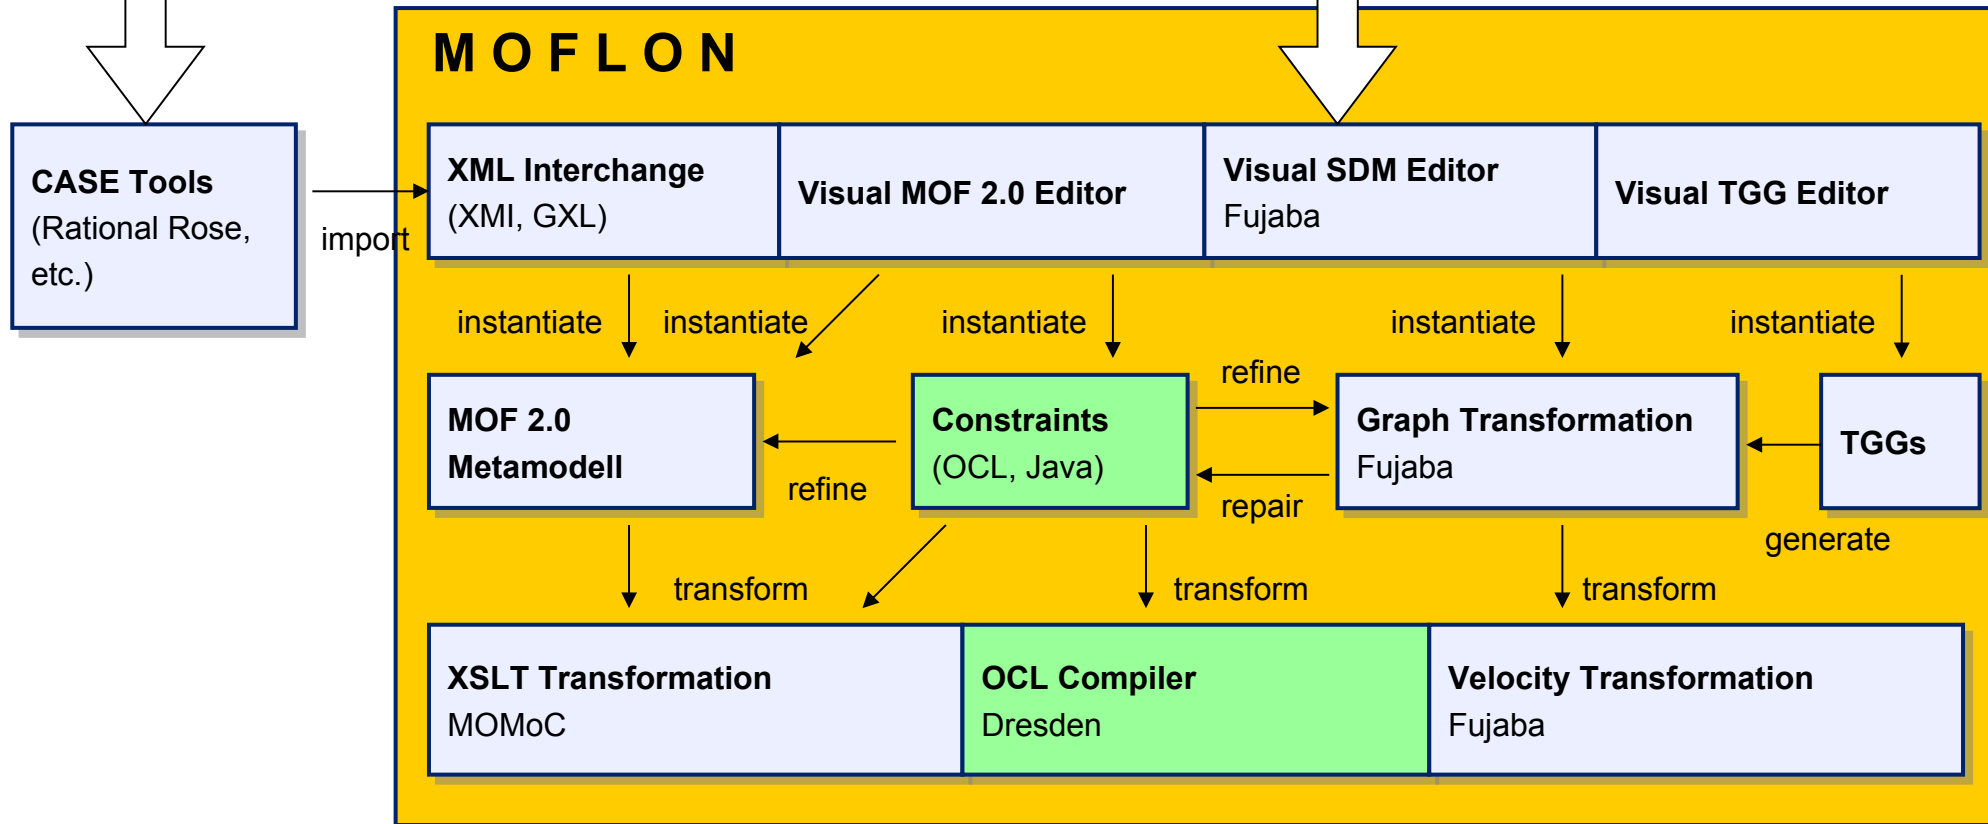 M O F L O N
CASE Tools
(Rational Rose,
etc.)
import
XML Interchange
(XMI, GXL)
Visual MOF 2.0 Editor
Visual SDM Editor
Fujaba
Visual TGG Editor
instantiate
instantiate
instantiate
instantiate
instantiate
MOF 2.0
Metamodell
refine
Constraints
(OCL, Java)
refine
repair
Graph Transformation
Fujaba
TGGs
generate
transform
transform
transform
XSLT Transformation
MOMoC
OCL Compiler
Dresden
Velocity Transformation
Fujaba